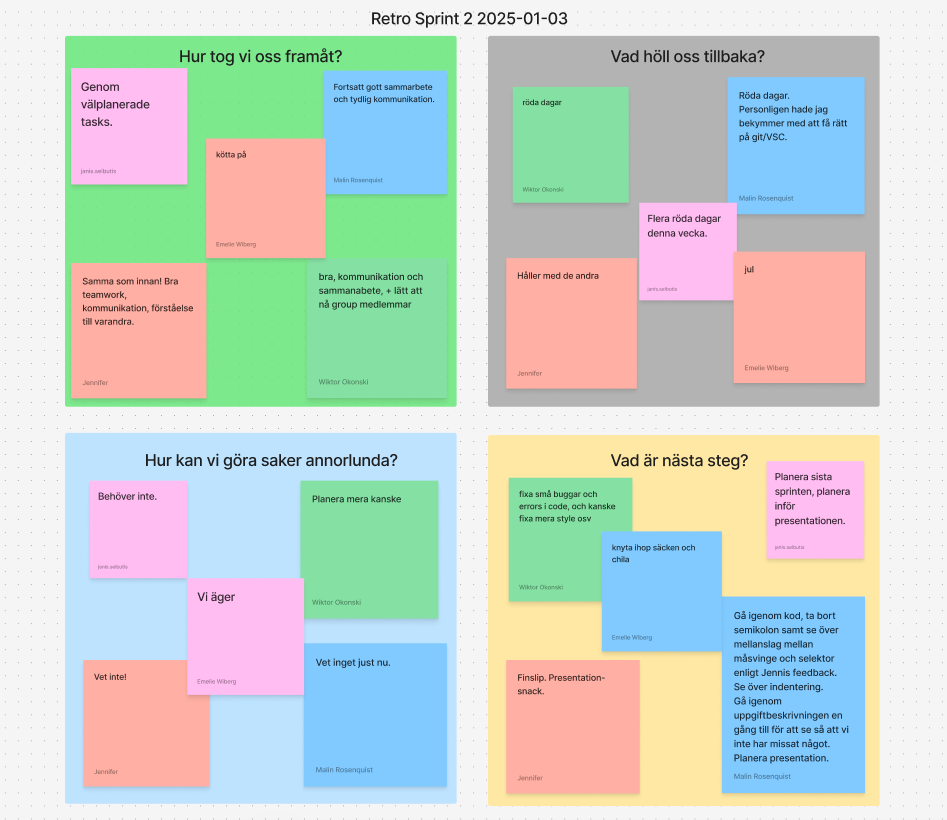 Retro Sprint 2 2025-01-03
Hur tog vi oss framåt?
Genom
välplanerade
tasks.
janis.seibutis
Fortsatt gott sammarbete
och tydlig kommunikation.
Malin Rosenquist
kötta på
Emelie Wiberg
Samma som innan! Bra
teamwork,
kommunikation, förståelse
till varandra.
Jennifer
bra, kommunikation och
sammanabete, + lätt att
nå group medlemmar
Wiktor Okonski
Vad höll oss tillbaka?
röda dagar
Wiktor Okonski
Röda dagar.
Personligen hade jag
bekymmer med att få rätt
på git/VSC.
Malin Rosenquist
Flera röda dagar
denna vecka.
janis.seibutis
Håller med de andra
Jennifer
jul
Emelie Wiberg
Hur kan vi göra saker annorlunda?
Behöver inte.
janis.seibutis
Planera mera kanske
Wiktor Okonski
Vi äger
Emelie Wiberg
Vet inte!
Jennifer
Vet inget just nu.
Malin Rosenquist
Vad är nästa steg?
fixa små buggar och
errors i code, och kanske
fixa mera style osv
Wiktor Okonski
knyta ihop säcken och
chila
Emelie Wiberg
Planera sista
sprinten, planera
inför
presentationen.
janis.seibutis
Finslip. Presentation-
snack.
Jennifer
Gå igenom kod, ta bort
semikolon samt se över
mellanslag mellan
måsvinge och selektor
enligt Jennis feedback.
Se över indentering.
Gå igenom
uppgiftbeskrivningen en
gång till för att se så att vi
inte har missat något.
Planera presentation.
Malin Rosenquist